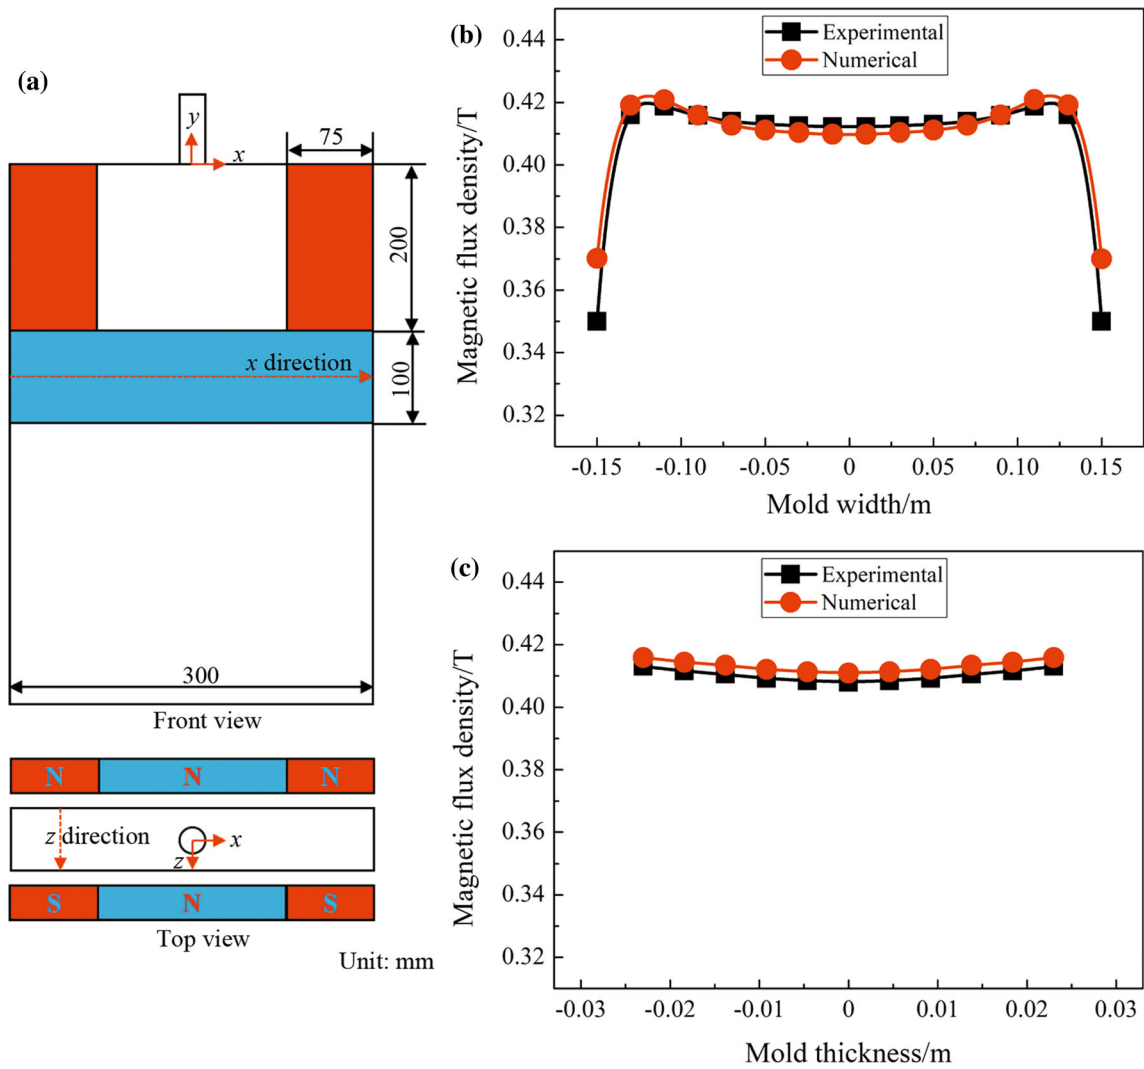 (a)
y
x
75
200
x direction
100
300
Front view
N N N
z direction
x
z
S N S
Top view
Unit: mm
(b)
Experimental
Numerical
0.44
0.42
0.40
0.38
0.36
0.34
0.32
Magnetic flux density/T
-0.15 -0.10 -0.05 0 0.05 0.10 0.15
Mold width/m
(c)
Experimental
Numerical
0.44
0.42
0.40
0.38
0.36
0.34
0.32
Magnetic flux density/T
-0.03 -0.02 -0.01 0 0.01 0.02 0.03
Mold thickness/m